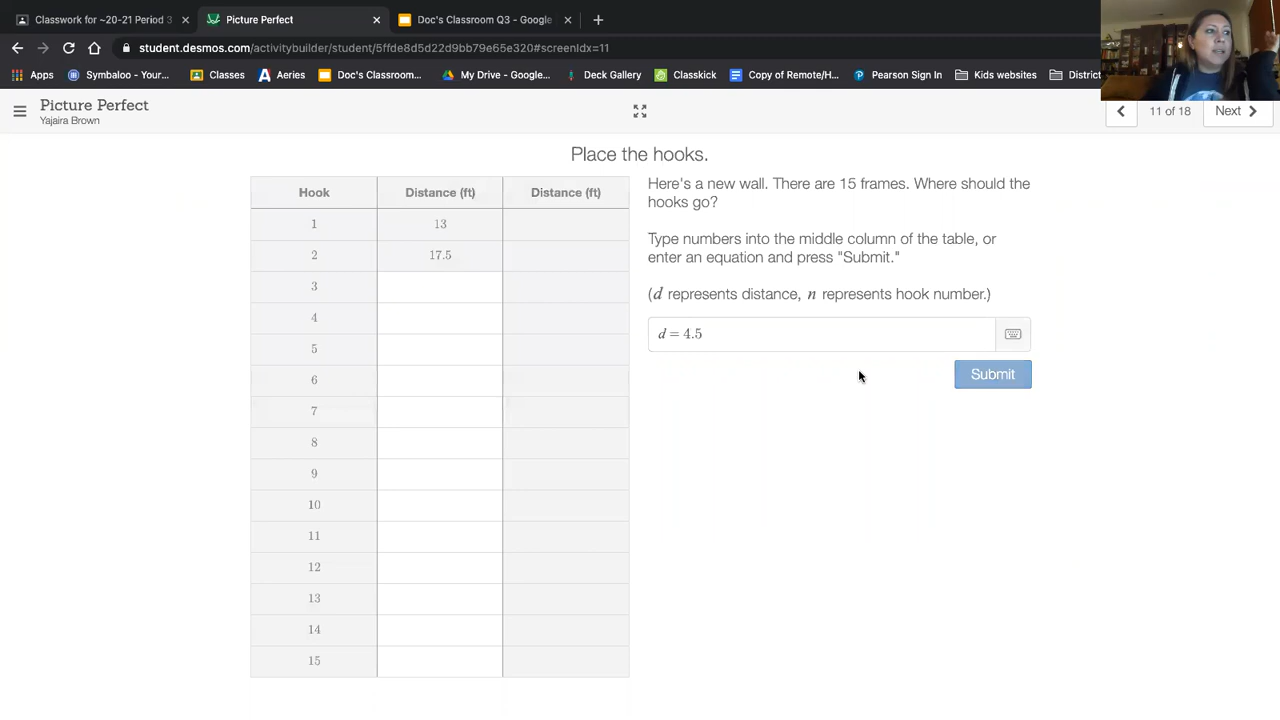 Classwork for ~20-21 Period 3
Picture Perfect
Doc's Classroom Q3 - Google
student.desmos.com/activitybuilder/student/5ffde8d5d22d9bb79e65e320#screenIdx=11
Apps
Symbaloo - Your...
Classes
Aeries
Doc's Classroom...
My Drive - Google...
Deck Gallery
Classkick
Copy of Remote/H...
Pearson Sign In
Kids websites
District
Picture Perfect
Yajaira Brown
11 of 18
Next
Place the hooks.
Hook Distance (ft) Distance (ft)
1 13
2 17.5
3
4
5
6
7
8
9
10
11
12
13
14
15
Here's a new wall. There are 15 frames. Where should the
hooks go?
Type numbers into the middle column of the table, or
enter an equation and press "Submit."
(d represents distance, n represents hook number.)
d = 4.5
Submit